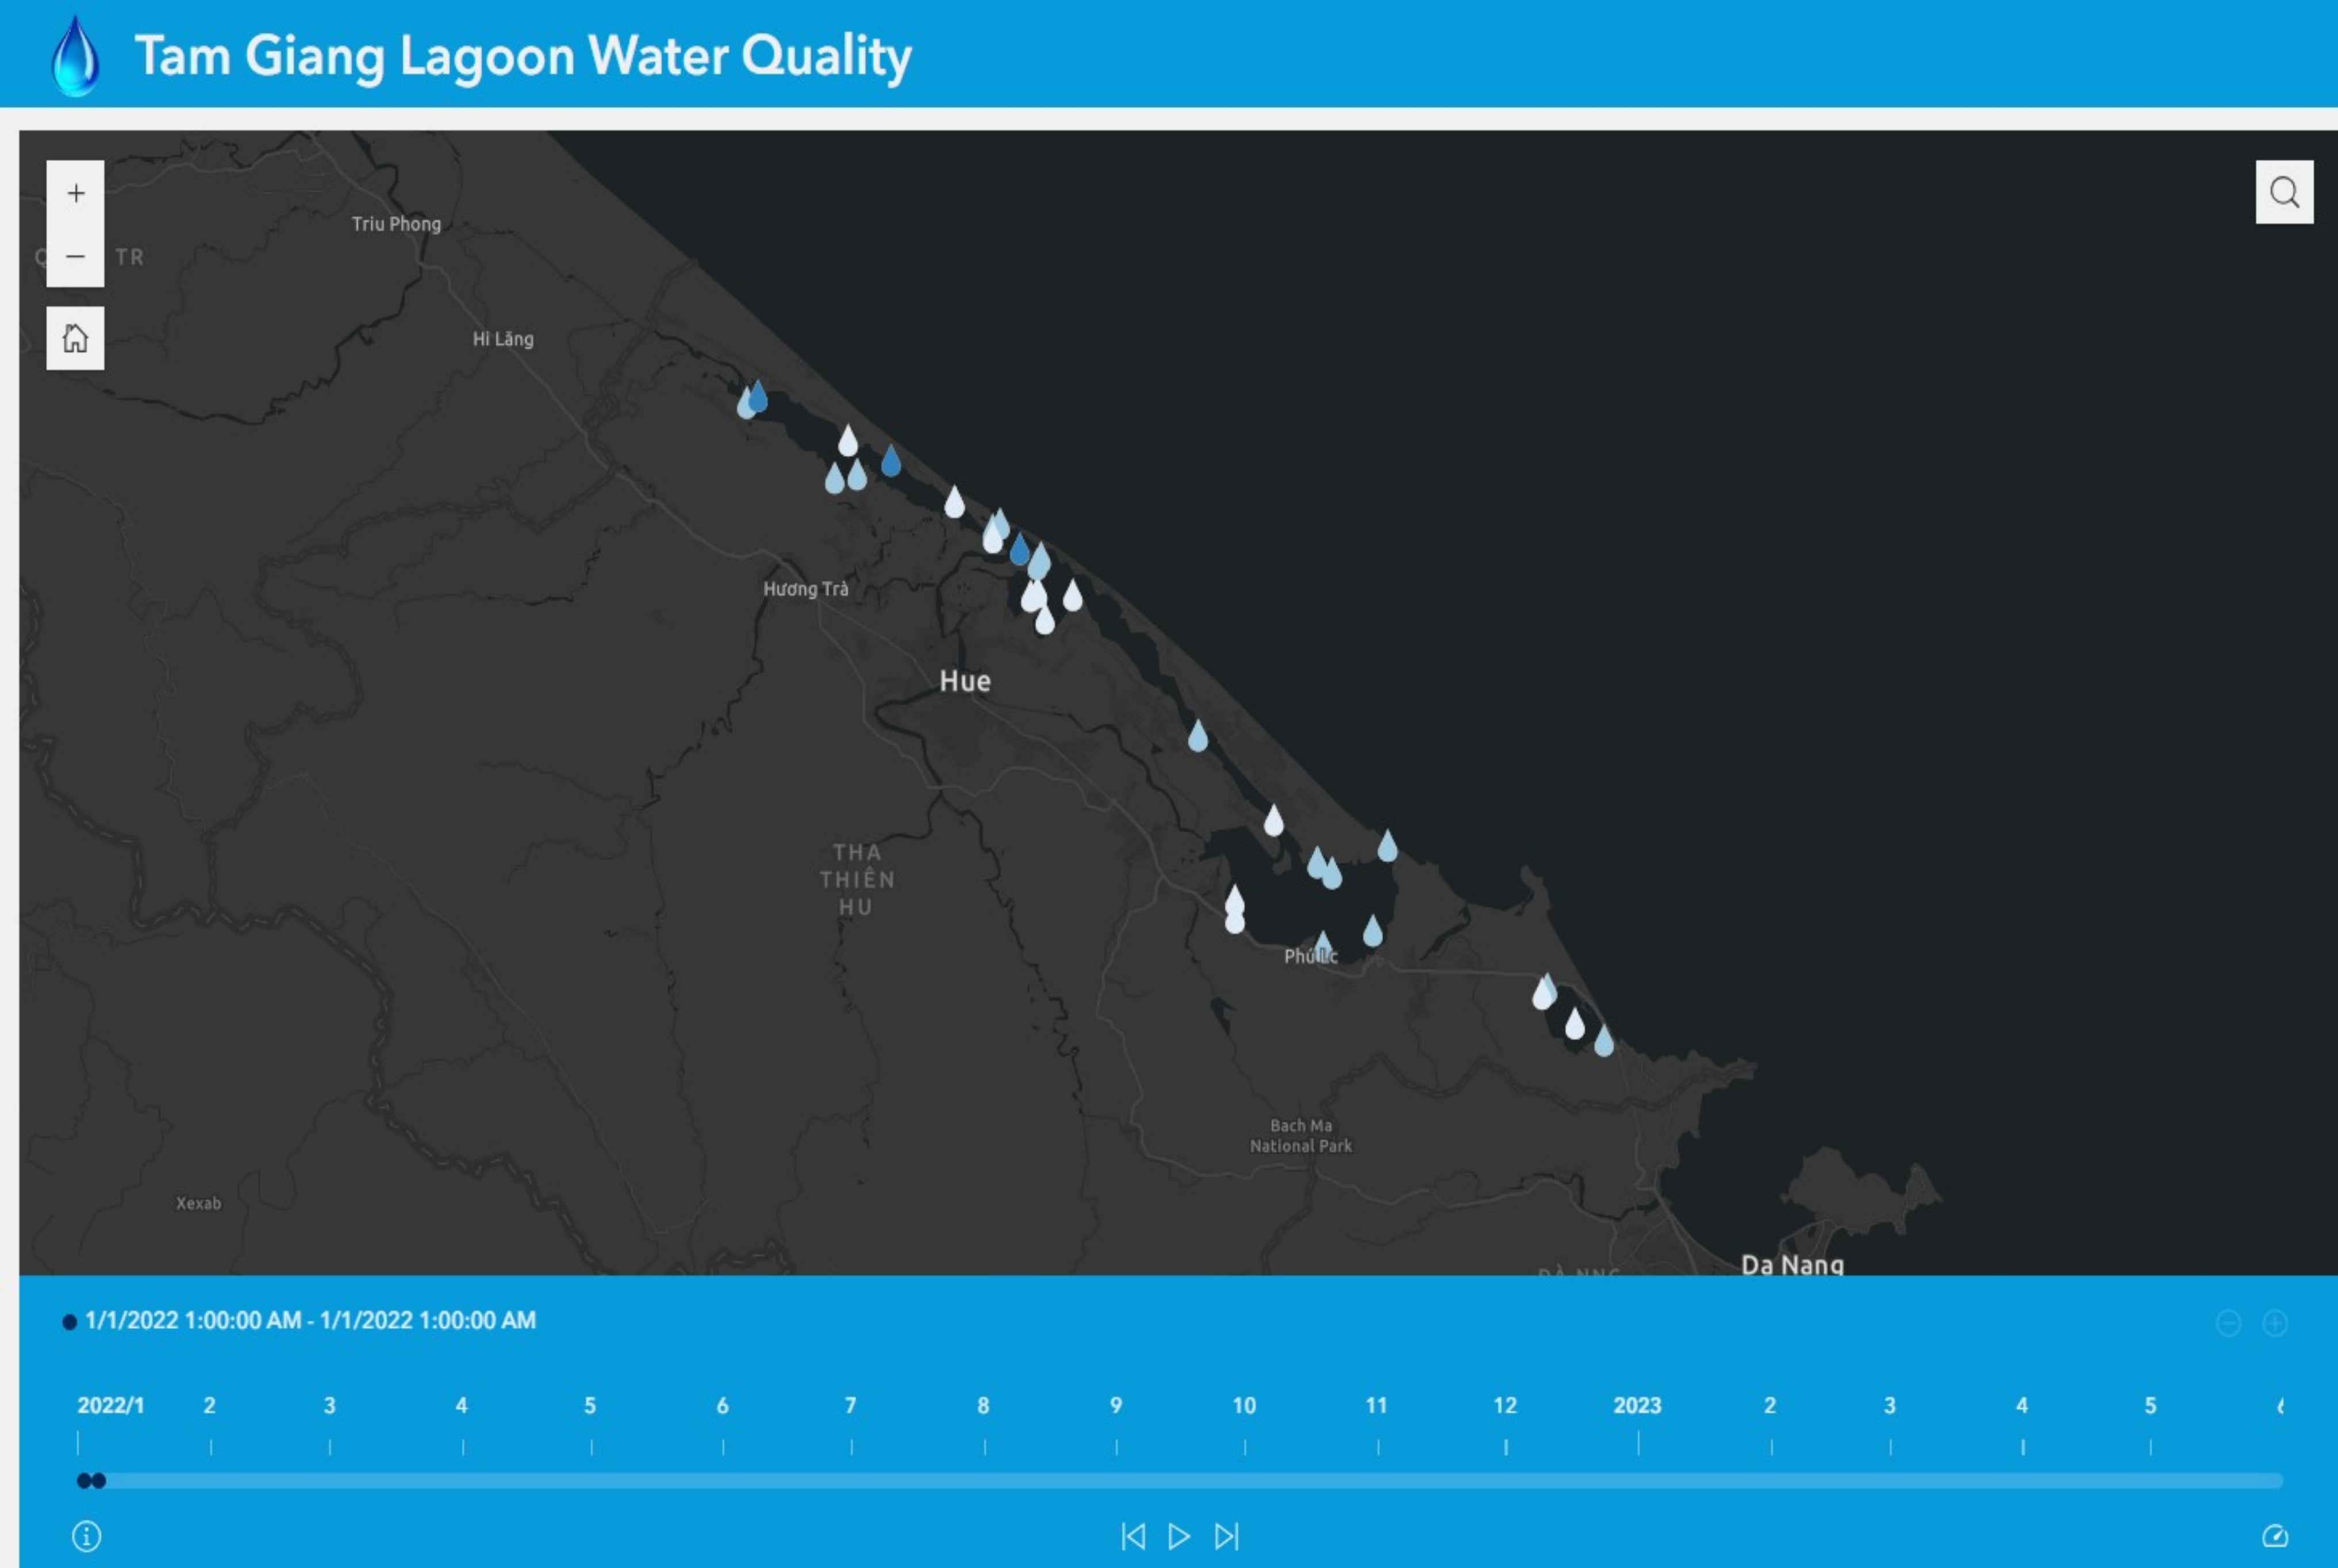 Tam Giang Lagoon Water Quality
+
Triu Phong
Q TR
−
Hi Lăng
Hương Trà
Hue
THA
THIÊN
HU
Phú Lc
Bach Ma
National Park
Xexab
Da Nang
ĐÀ NNG
1/1/2022 1:00:00 AM - 1/1/2022 1:00:00 AM
2022/1 2 3 4 5 6 7 8 9 10 11 12 2023 2 3 4 5